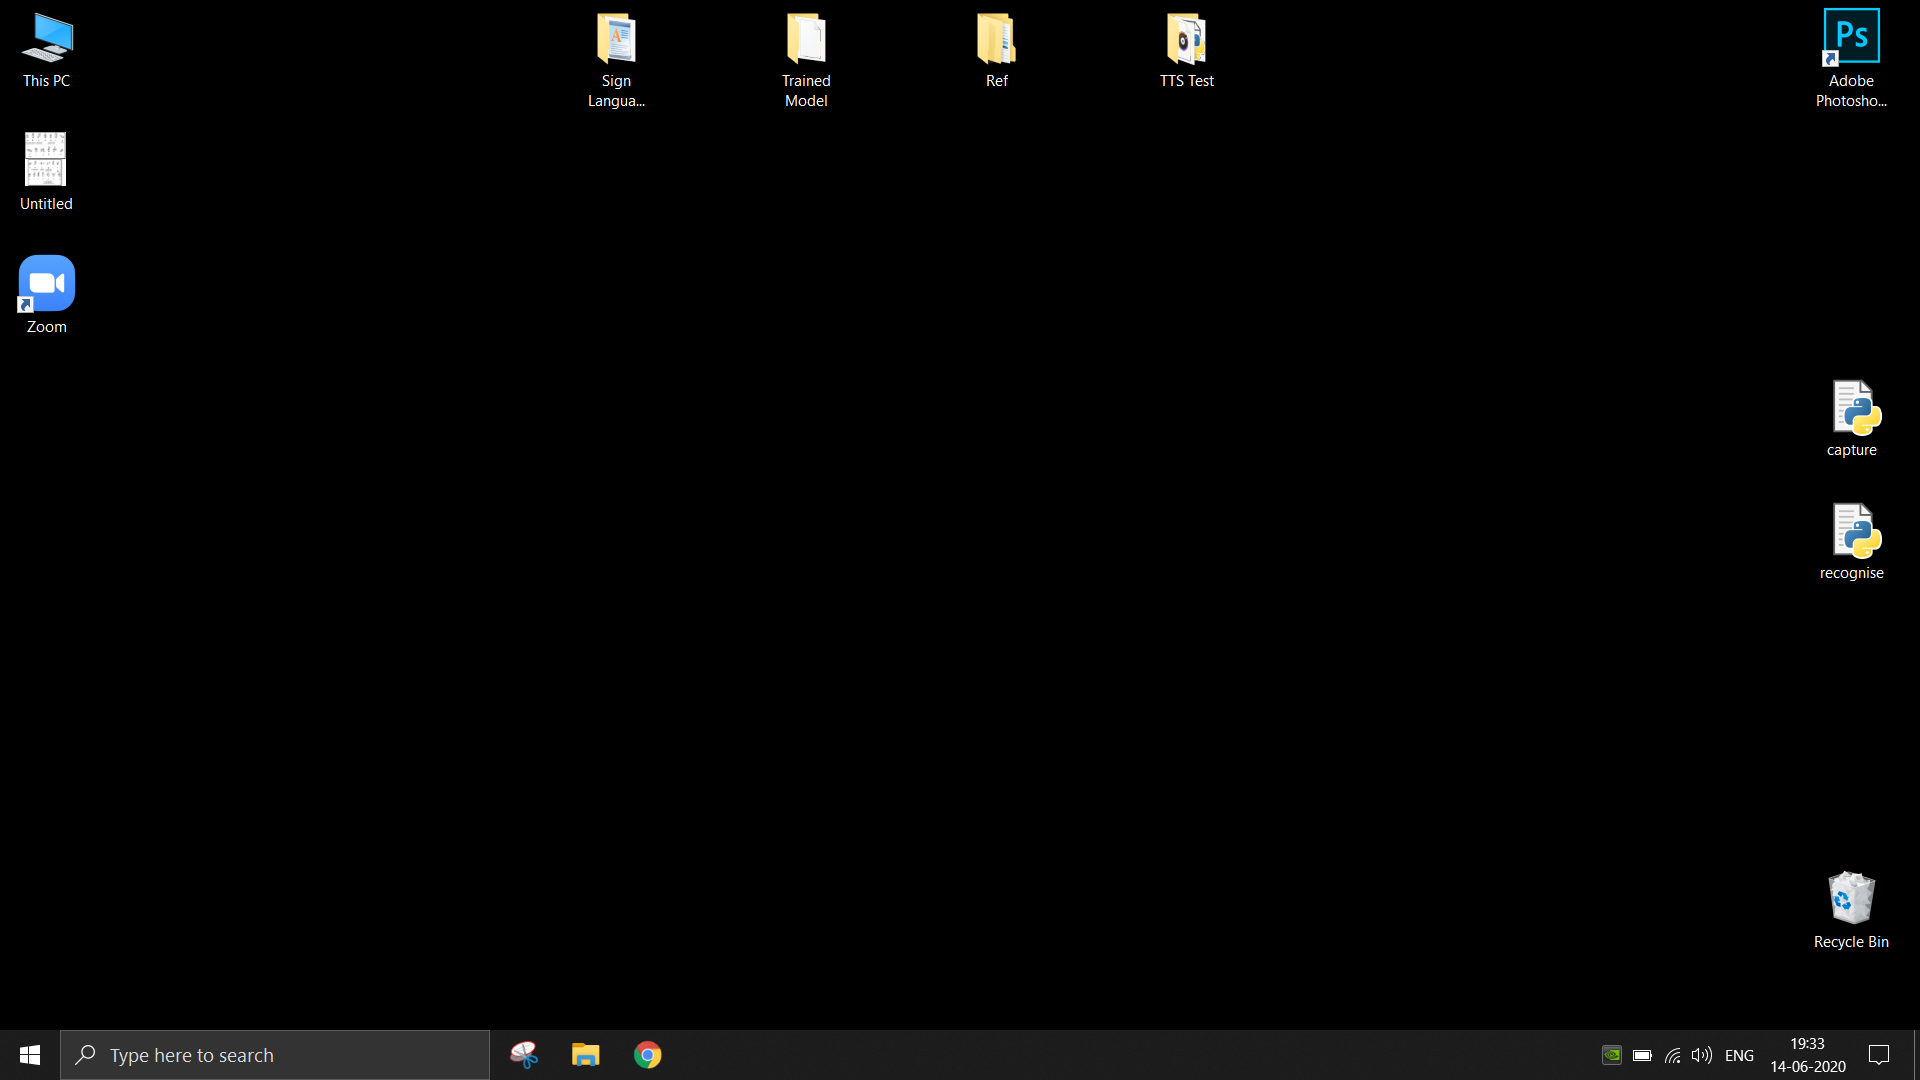 This PC
Sign
Langua...
Trained
Model
Ref
TTS Test
Ps
Adobe
Photosho...
Untitled
Zoom
capture
recognise
Recycle Bin
Type here to search
ENG
19:33
14-06-2020